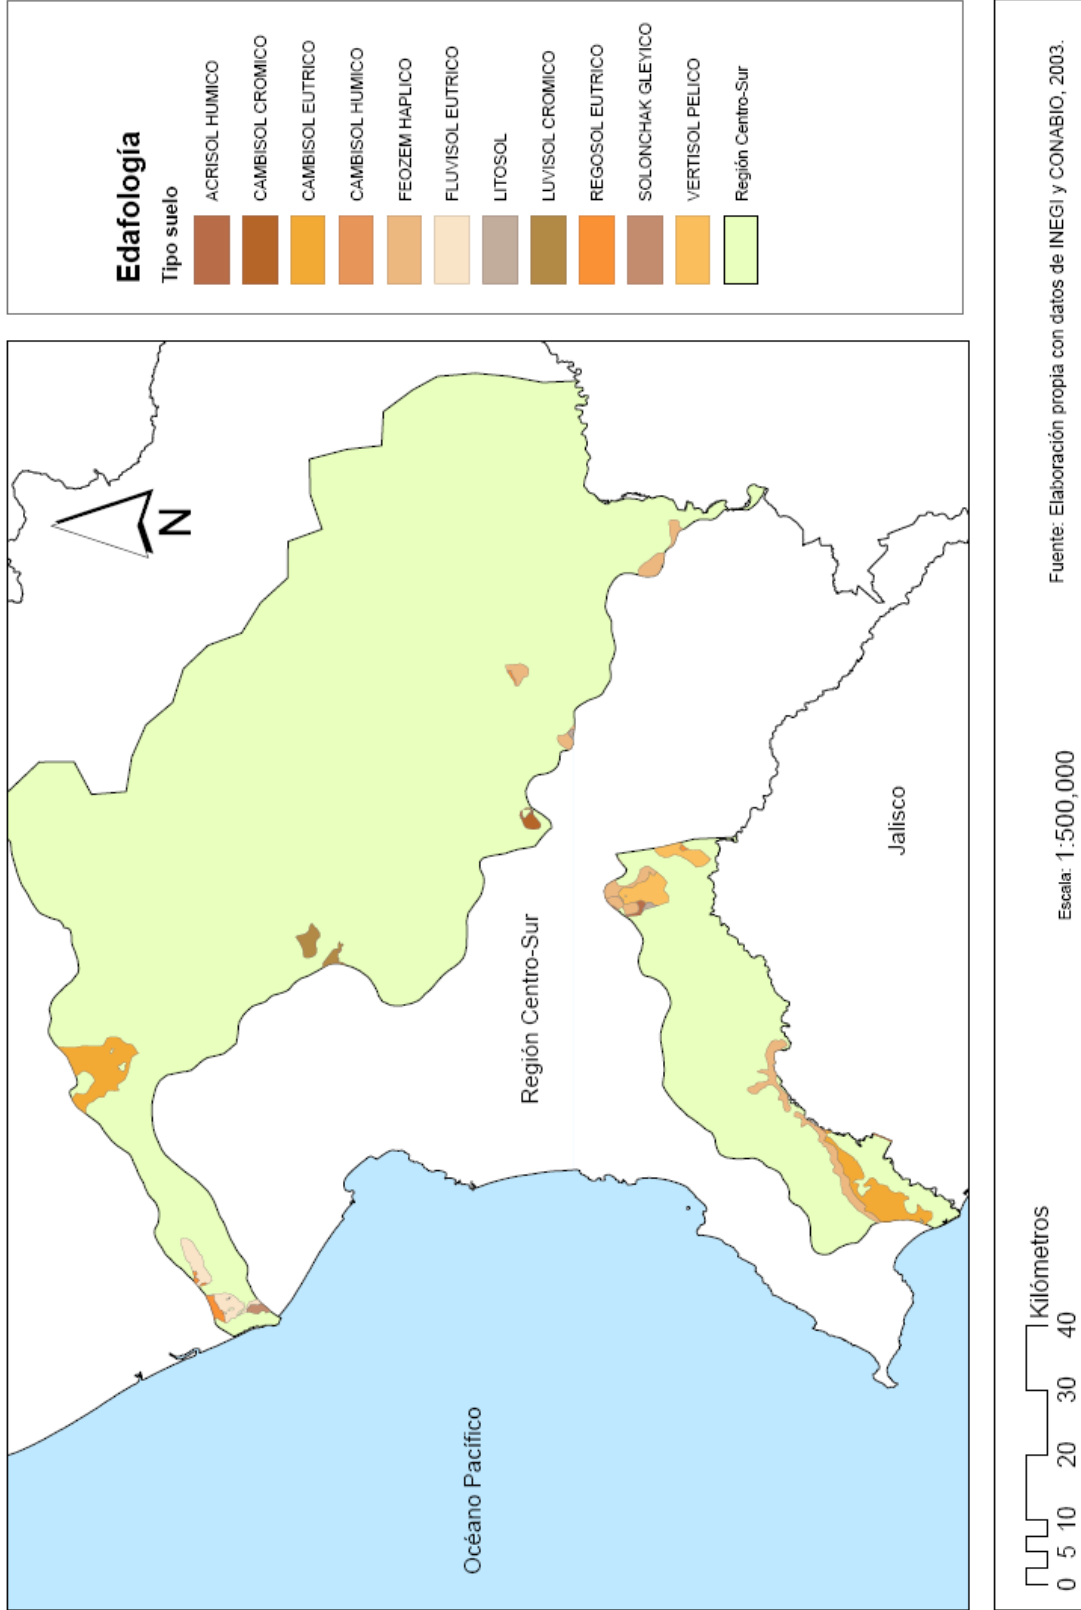 Edafología
Tipo suelo
ACRISOL HUMICO
CAMBISOL CROMICO
CAMBISOL EUTRICO
CAMBISOL HUMICO
FEOZEM HAPLICO
FLUVISOL EUTRICO
LITOSOL
LUVISOL CROMICO
REGOSOL EUTRICO
SOLONCHAK GLEYICO
VERTISOL PELICO
Región Centro-Sur
N
Región Centro-Sur
Océano Pacífico
Jalisco
0 5 10 20 30 40
Kilómetros
Escala: 1:500,000
Fuente: Elaboración propia con datos de INEGI y CONABIO, 2003.